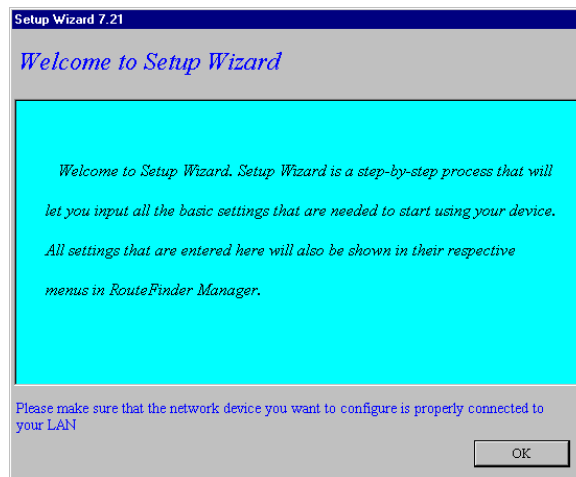 Setup Wizard 7.21
Welcome to Setup Wizard
Welcome to Setup Wizard. Setup Wizard is a step-by-step process that will
let you input all the basic settings that are needed to start using your device.
All settings that are entered here will also be shown in their respective
menus in RouteFinder Manager.
Please make sure that the network device you want to configure is properly connected to
your LAN
OK